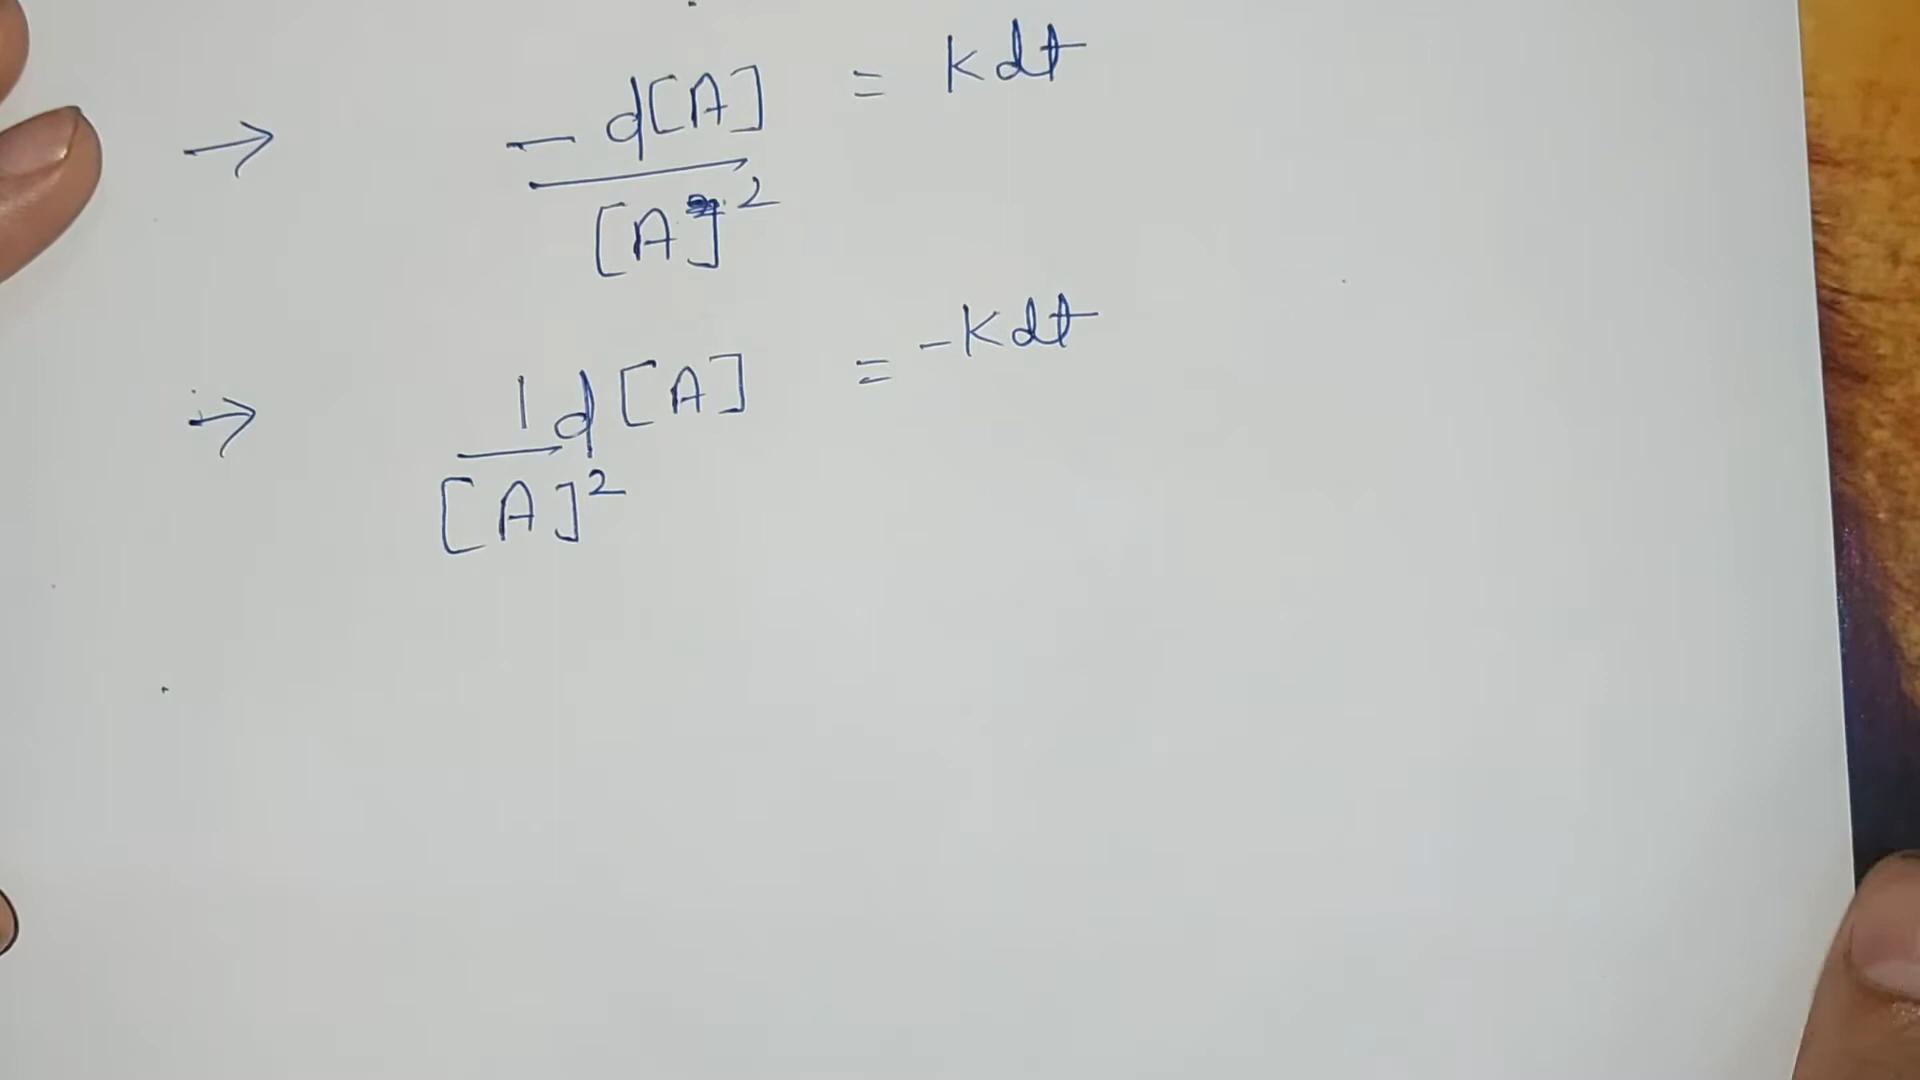 → - d[A] / [A]² = Kdt
→ 1/[A]² d[A] = -Kdt